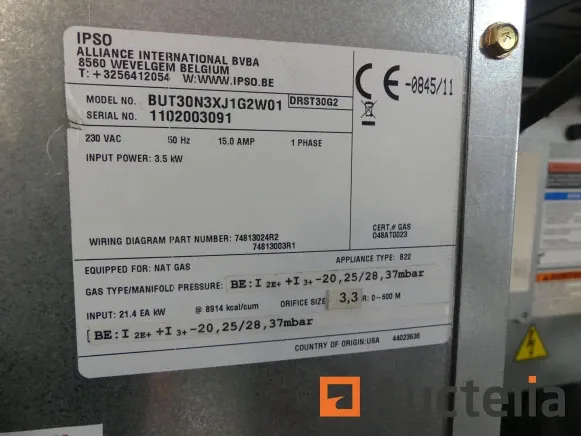 IPSO
ALLIANCE INTERNATIONAL BVBA
8560 WEVELGEM BELGIUM
T: +3256412054 W:WWW.IPSO.BE
MODEL NO. BUT30N3XJ1G2W01 DRST30G2
SERIAL NO. 1102003091
CE -0845/11
230 VAC 50 Hz 15.0 AMP 1 PHASE
INPUT POWER: 3.5 kW
WIRING DIAGRAM PART NUMBER: 74813024R2
74813003R1
CERT.# GAS
048AT0023
EQUIPPED FOR: NAT GAS
APPLIANCE TYPE: B22
GAS TYPE/MANIFOLD PRESSURE: BE:I 2E+ +I 3+ -20,25/28,37mbar
INPUT: 21.4 EA kW @ 8914 kcal/cum ORIFICE SIZE 3,3 R: 0-600 M
BE:I 2E+ +I 3+ -20,25/28,37mbar
COUNTRY OF ORIGIN:USA 44023636
Auctelia